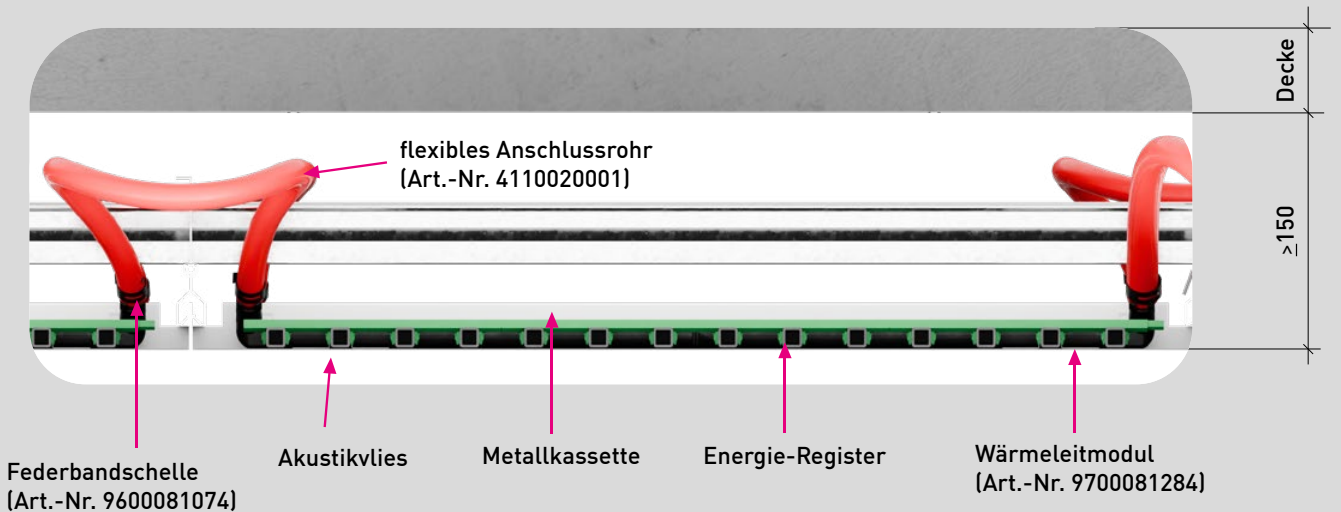 Decke
flexibles Anschlussrohr
(Art.-Nr. 4110020001)
≥150
Federbandschelle
(Art.-Nr. 9600081074)
Akustikvlies
Metallkassette
Energie-Register
Wärmeleitmodul
(Art.-Nr. 9700081284)